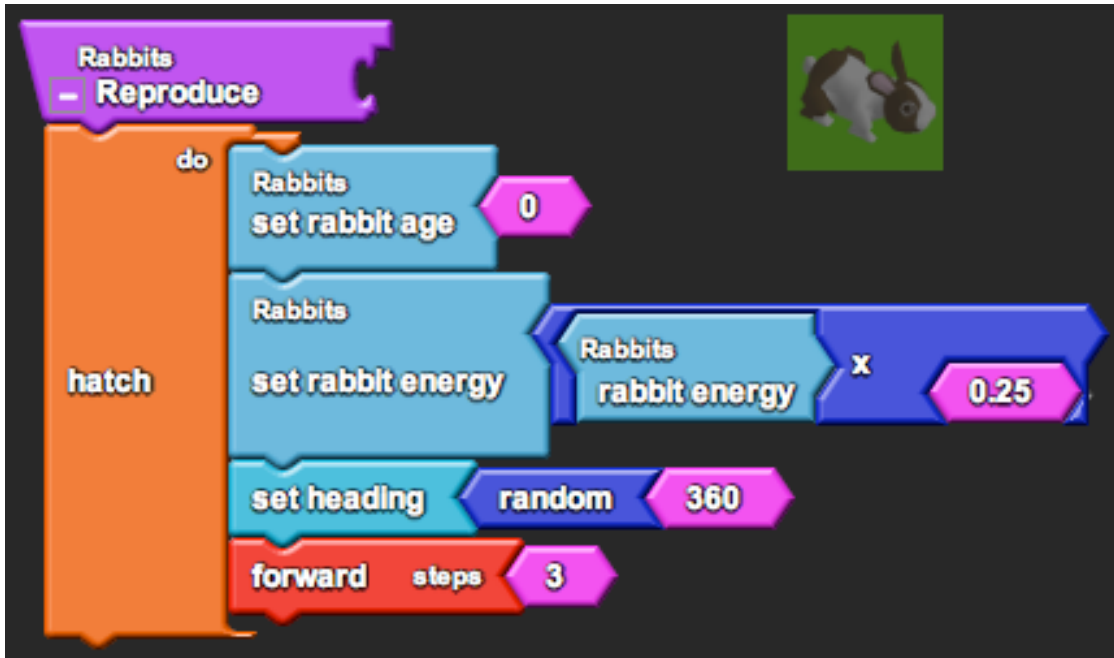 Rabbits
– Reproduce
do
Rabbits
set rabbit age 0
Rabbits
set rabbit energy
Rabbits
rabbit energy x 0.25
hatch
set heading random 360
forward steps 3